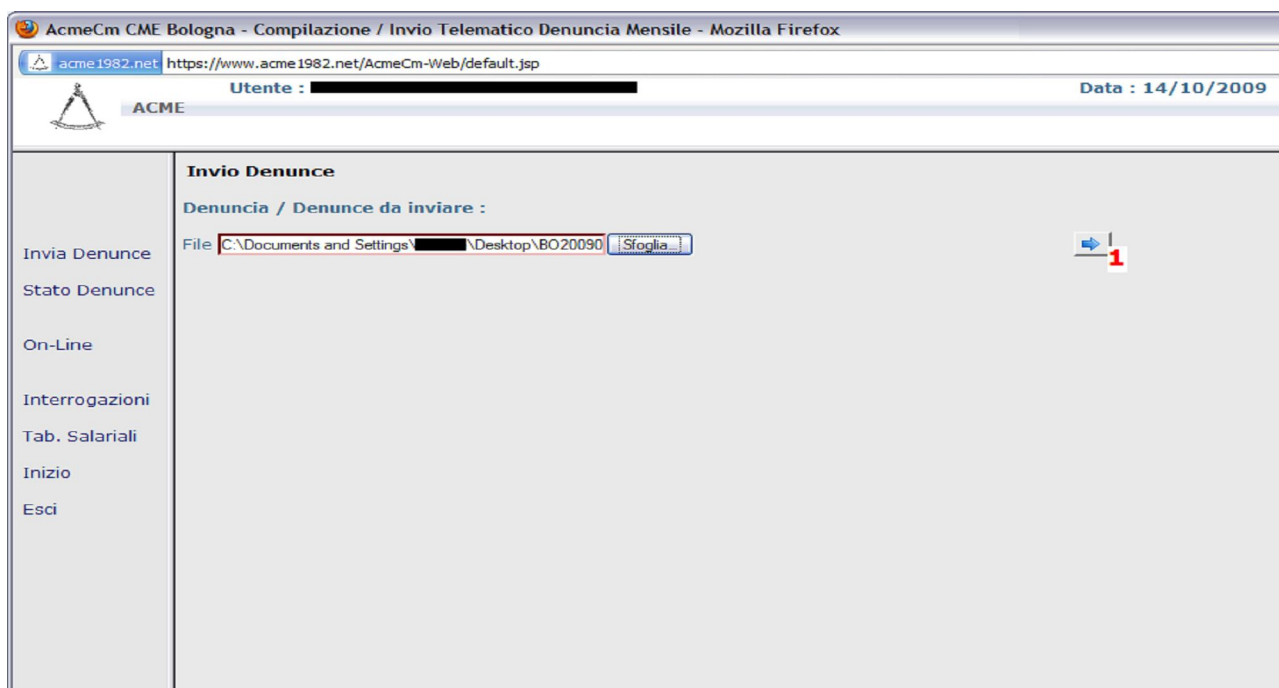 AcmeCm CME Bologna - Compilazione / Invio Telematico Denuncia Mensile - Mozilla Firefox
acme1982.net https://www.acme1982.net/AcmeCm-Web/default.jsp
Utente : Data : 14/10/2009
ACME
Invio Denunce
Denuncia / Denunce da inviare :
File C:\Documents and Settings\ \Desktop\BO20090 Sfoglia...
1
Invia Denunce
Stato Denunce
On-Line
Interrogazioni
Tab. Salariali
Inizio
Esci